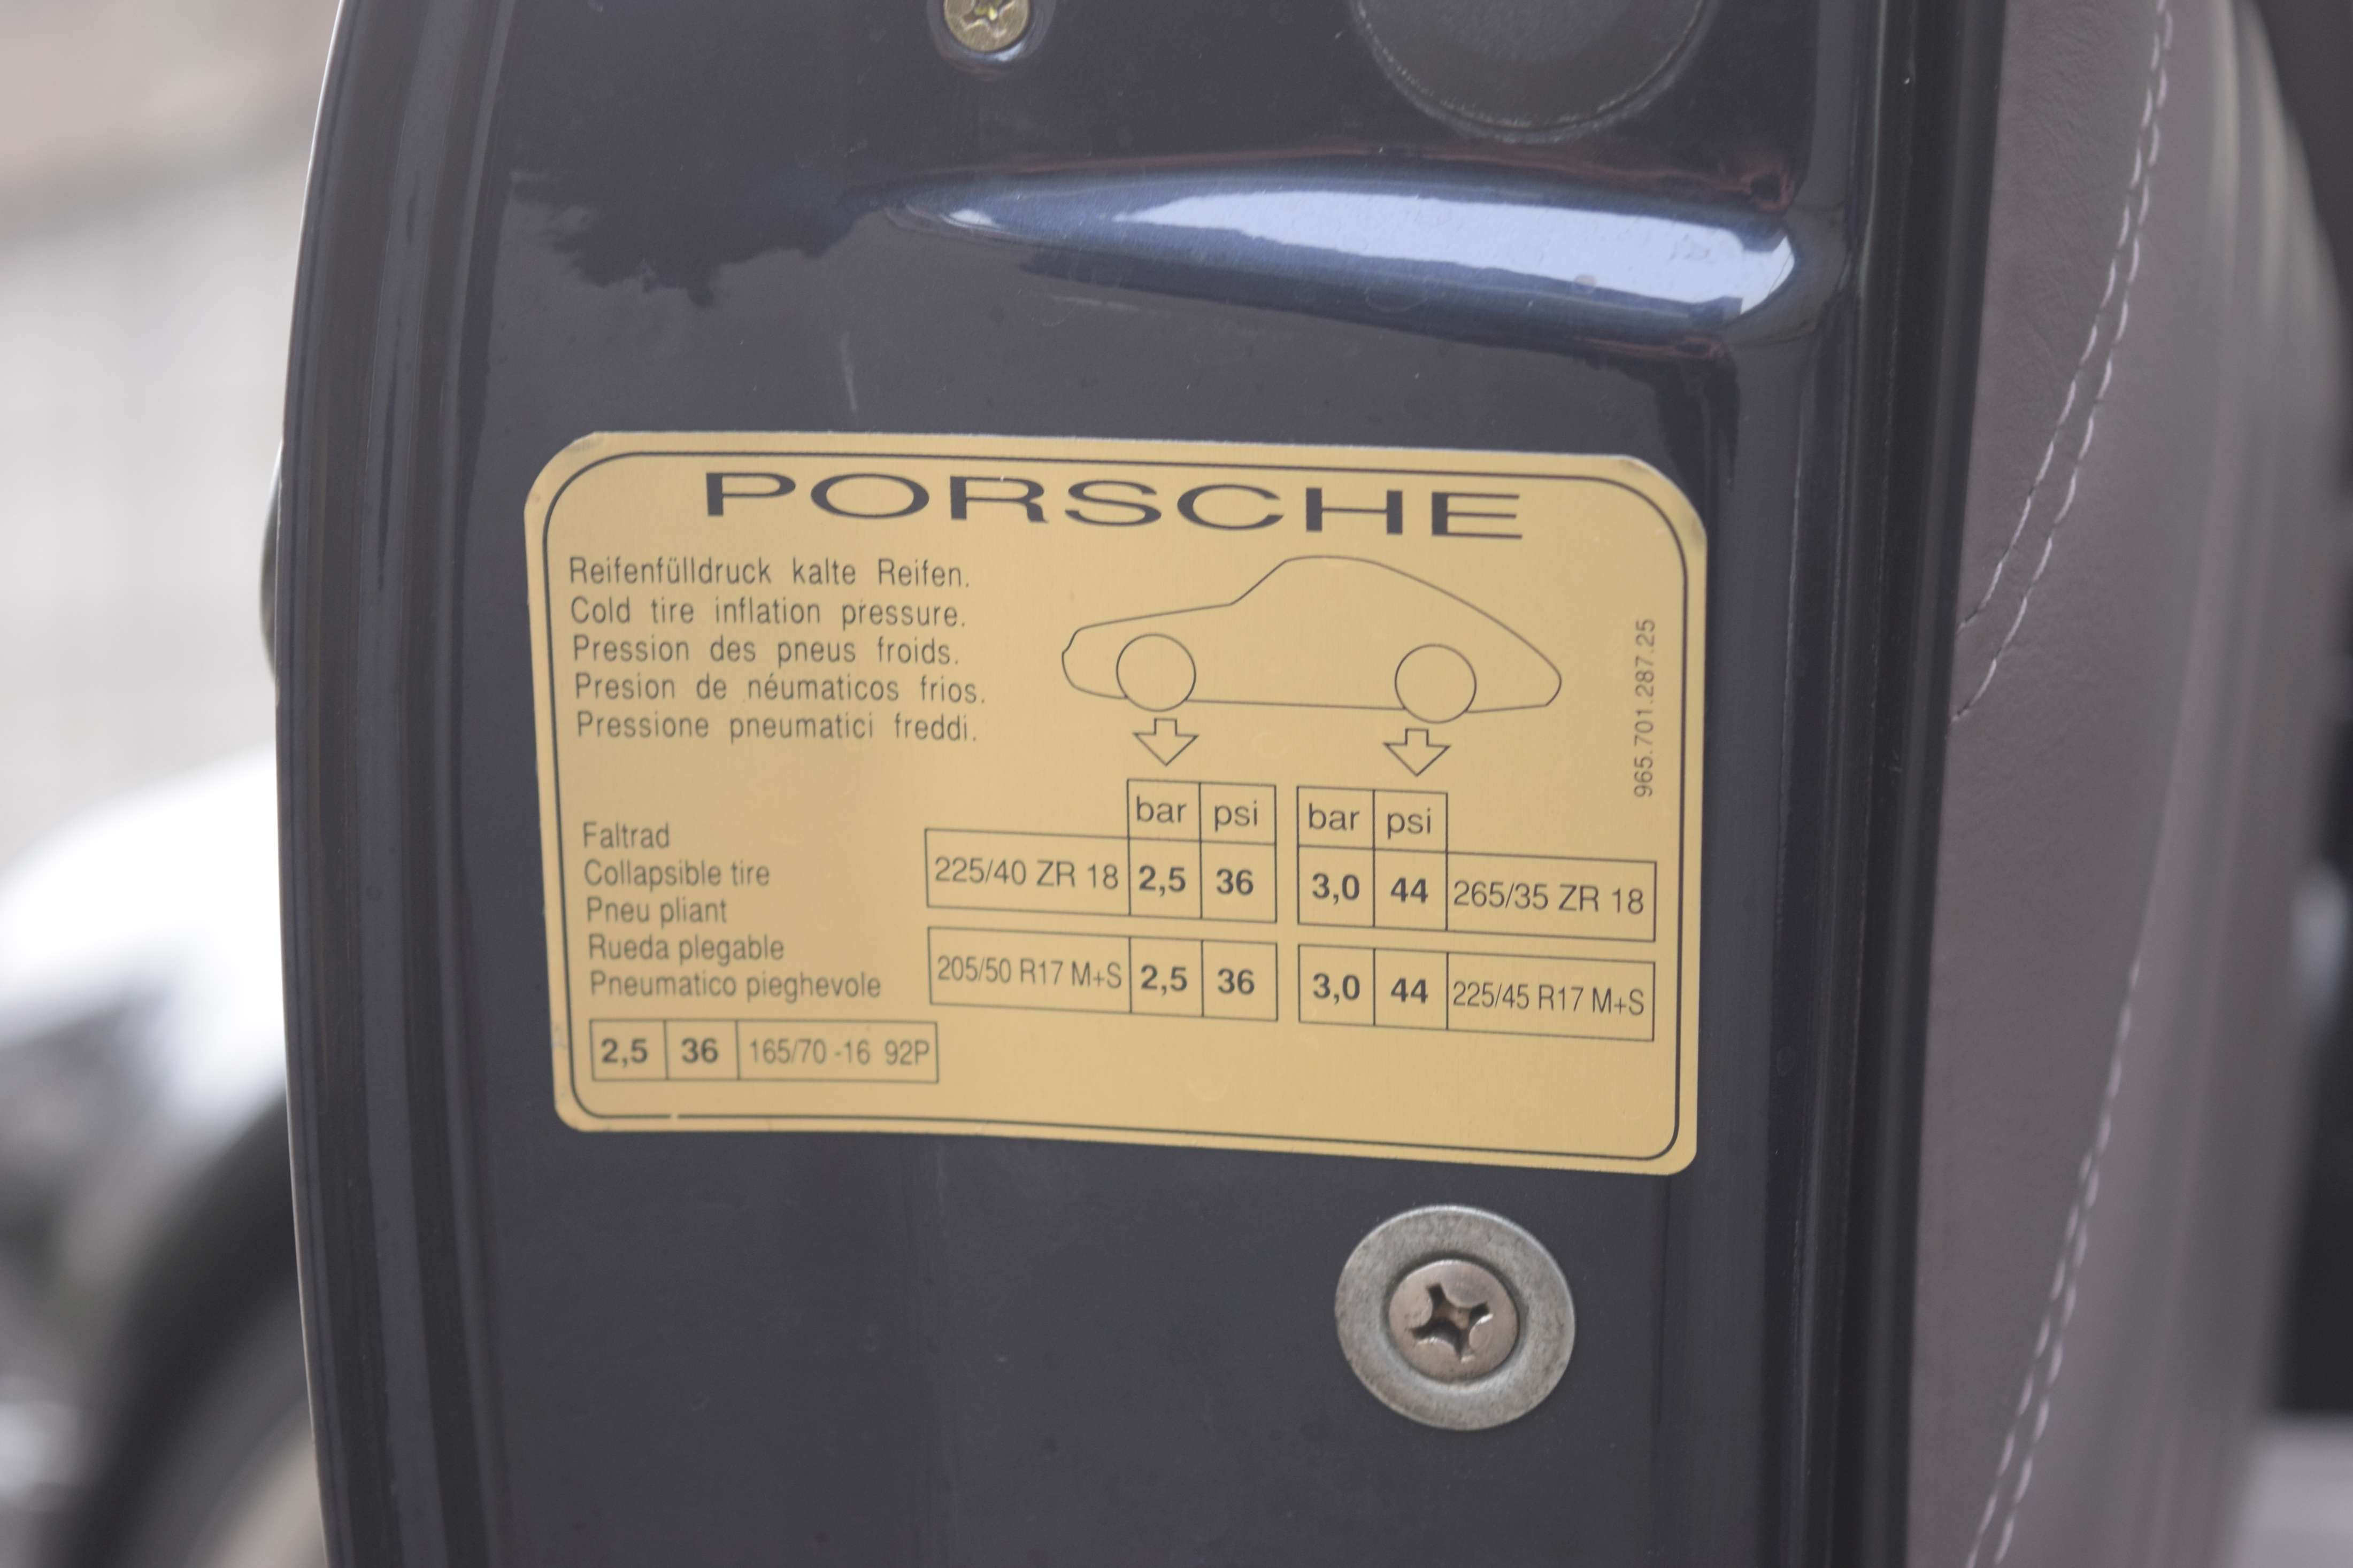 PORSCHE
Reifenfülldruck kalte Reifen.
Cold tire inflation pressure.
Pression des pneus froids.
Presion de néumaticos frios.
Pressione pneumatici freddi.
965.701.287.25
bar psi bar psi
Faltrad
Collapsible tire
Pneu pliant
Rueda plegable
Pneumatico pieghevole
225/40 ZR 18 2,5 36 3,0 44 265/35 ZR 18
205/50 R17 M+S 2,5 36 3,0 44 225/45 R17 M+S
2,5 36 165/70 -16 92P